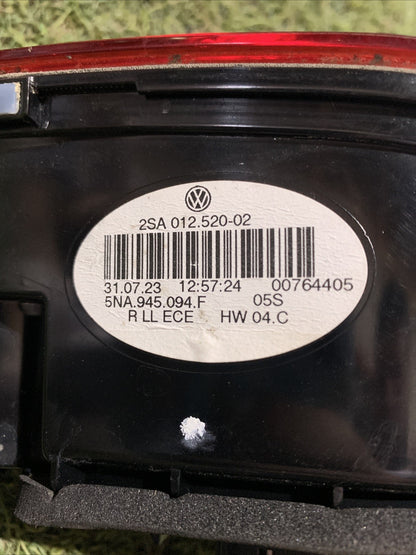 VW
2SA 012.520-02
31.07.23 12:57:24 00764405
5NA.945.094.F 05S
R LL ECE HW 04.C